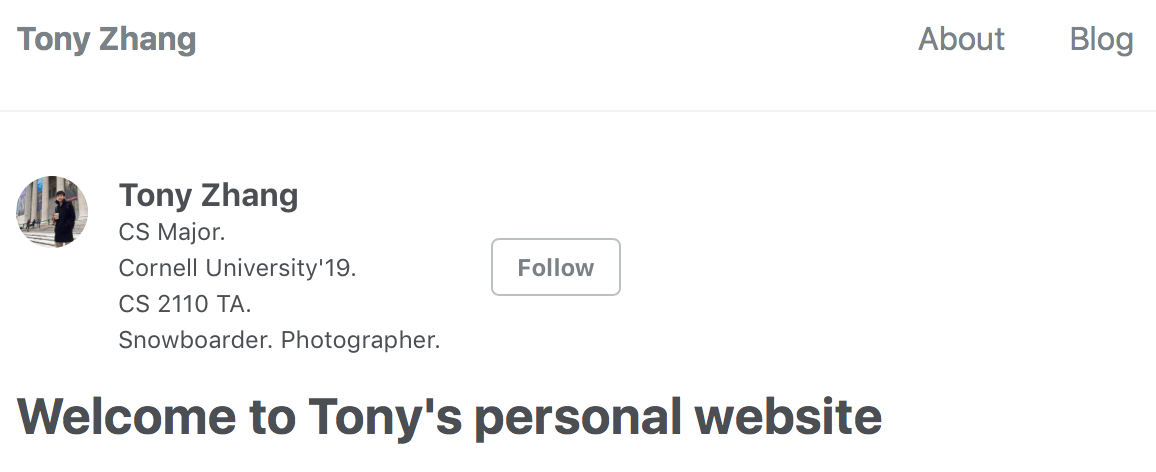 Tony Zhang
About Blog
Tony Zhang
CS Major.
Cornell University'19.
CS 2110 TA.
Snowboarder. Photographer.
Follow
Welcome to Tony's personal website